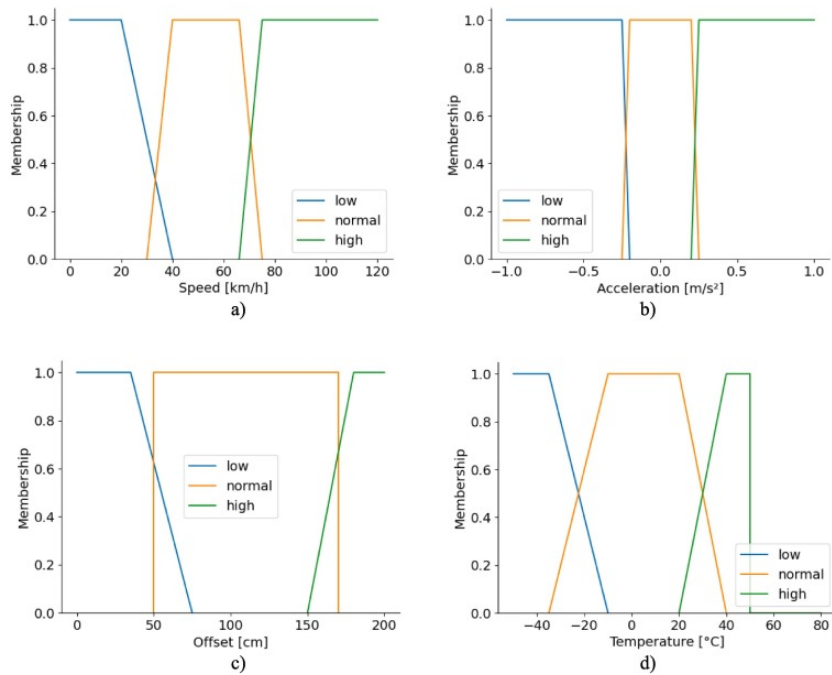 1.0
0.8
0.6
0.4
0.2
0.0
Membership
low
normal
high
0 20 40 60 80 100 120
Speed [km/h]
a)
1.0
0.8
0.6
0.4
0.2
0.0
Membership
low
normal
high
−1.0 −0.5 0.0 0.5 1.0
Acceleration [m/s²]
b)
1.0
0.8
0.6
0.4
0.2
0.0
Membership
low
normal
high
0 50 100 150 200
Offset [cm]
c)
1.0
0.8
0.6
0.4
0.2
0.0
Membership
low
normal
high
−40 −20 0 20 40 60 80
Temperature [°C]
d)